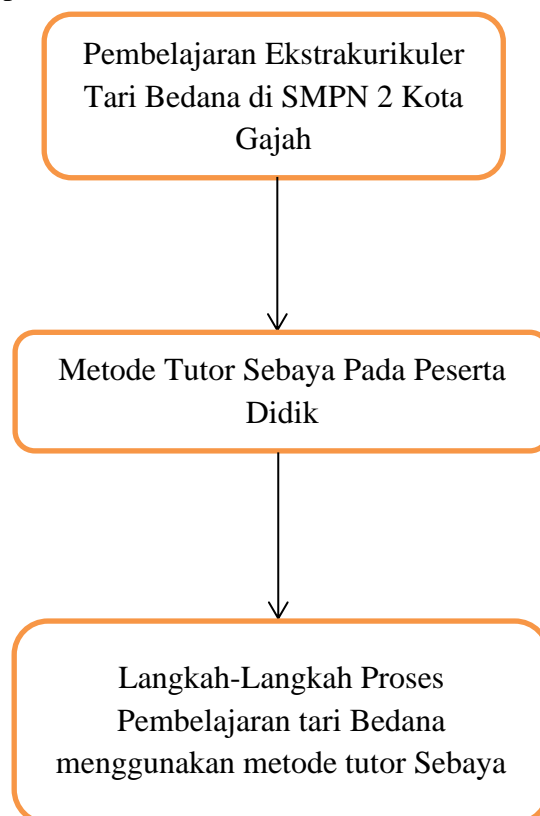 Pembelajaran Ekstrakurikuler
Tari Bedana di SMPN 2 Kota
Gajah
Metode Tutor Sebaya Pada Peserta
Didik
Langkah-Langkah Proses
Pembelajaran tari Bedana
menggunakan metode tutor Sebaya